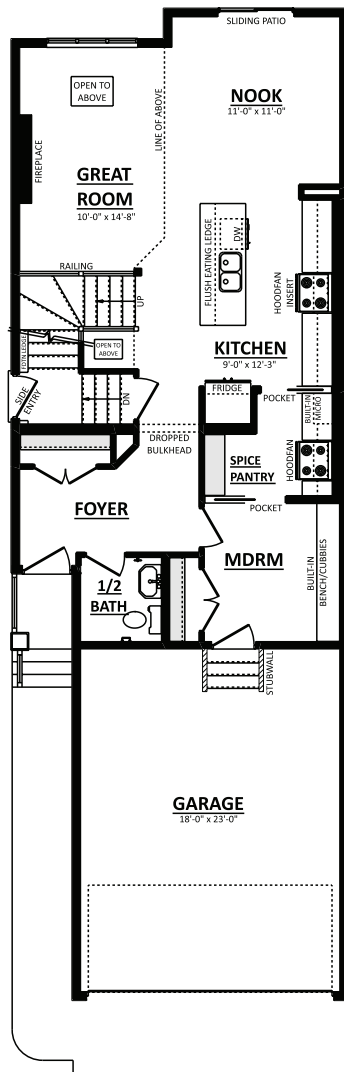 SLIDING PATIO
OPEN TO
ABOVE
NOOK
11'-0" x 11'-0"
LINE OF ABOVE
FIREPLACE
GREAT
ROOM
10'-0" x 14'-8"
FLUSH EATING LEDGE
DW
RAILING
HOODFAN
INSERT
UP
FDTN LEDGE
OPEN TO
ABOVE
KITCHEN
9'-0" x 12'-3"
FRIDGE
SIDE
ENTRY
DN
POCKET
BUILT-IN
MICRO
DROPPED
BULKHEAD
HOODFAN
SPICE
PANTRY
POCKET
FOYER
MDRM
BUILT-IN
BENCH/CUBBIES
1/2
BATH
STUBWALL
GARAGE
18'-0" x 23'-0"